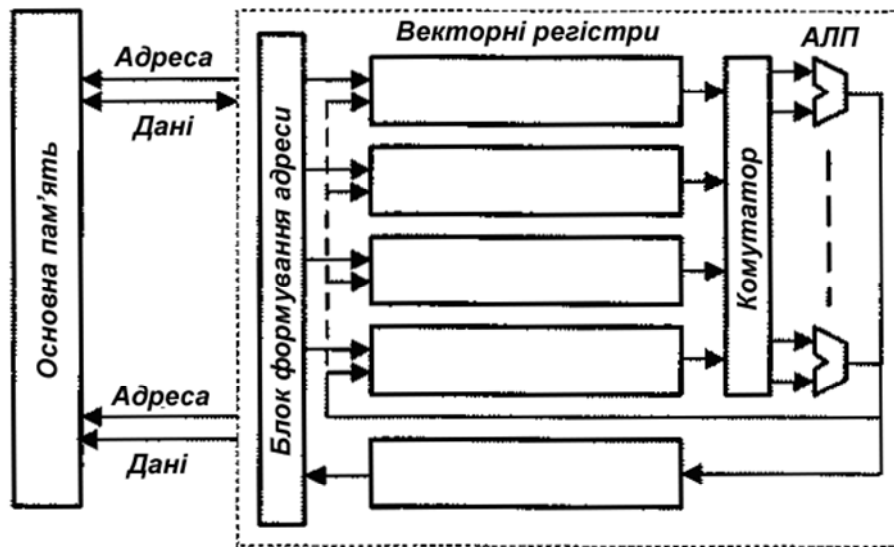 Векторні регістри
АЛП
Адреса
Дані
Основна пам'ять
Блок формування адреси
Комутатор
Адреса
Дані